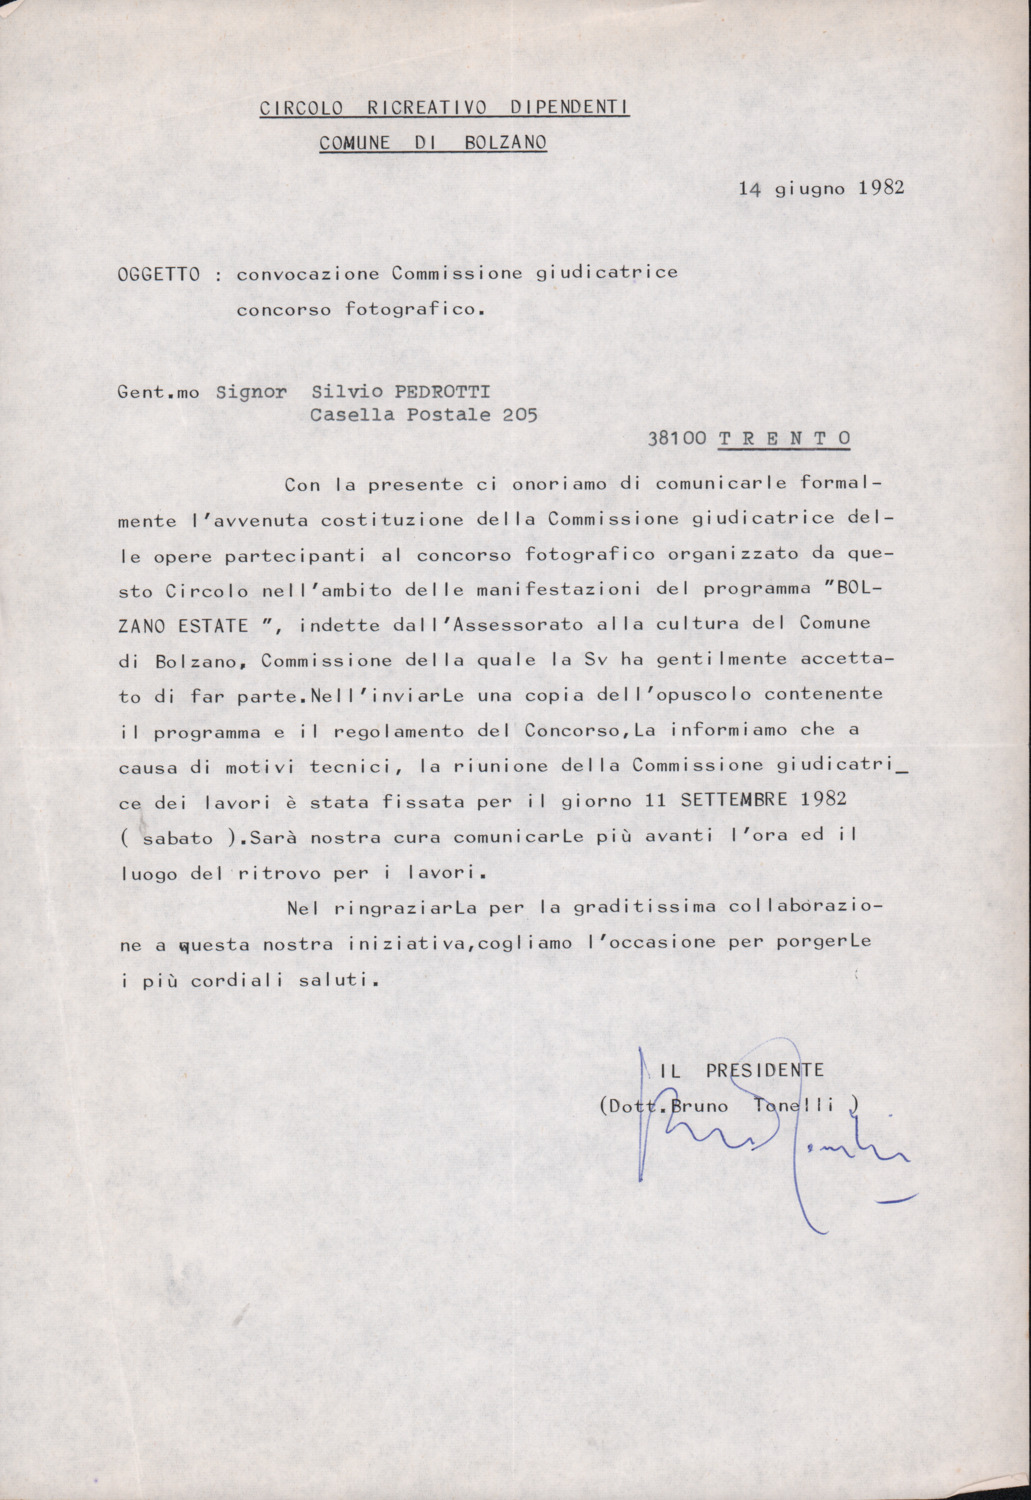 CIRCOLO RICREATIVO DIPENDENTI
COMUNE DI BOLZANO
14 giugno 1982
OGGETTO : convocazione Commissione giudicatrice
concorso fotografico.
Gent.mo Signor Silvio PEDROTTI
Casella Postale 205
38100 T R E N T O
Con la presente ci onoriamo di comunicarle formal-
mente l'avvenuta costituzione della Commissione giudicatrice del-
le opere partecipanti al concorso fotografico organizzato da que-
sto Circolo nell'ambito delle manifestazioni del programma "BOL-
ZANO ESTATE ", indette dall'Assessorato alla cultura del Comune
di Bolzano, Commissione della quale la Sv ha gentilmente accetta-
to di far parte.Nell'inviarLe una copia dell'opuscolo contenente
il programma e il regolamento del Concorso,La informiamo che a
causa di motivi tecnici, la riunione della Commissione giudicatri_
ce dei lavori è stata fissata per il giorno 11 SETTEMBRE 1982
( sabato ).Sarà nostra cura comunicarLe più avanti l'ora ed il
luogo del ritrovo per i lavori.
Nel ringraziarLa per la graditissima collaborazio-
ne a questa nostra iniziativa,cogliamo l'occasione per porgerLe
i più cordiali saluti.
IL PRESIDENTE
(Dott.Bruno Tonelli )